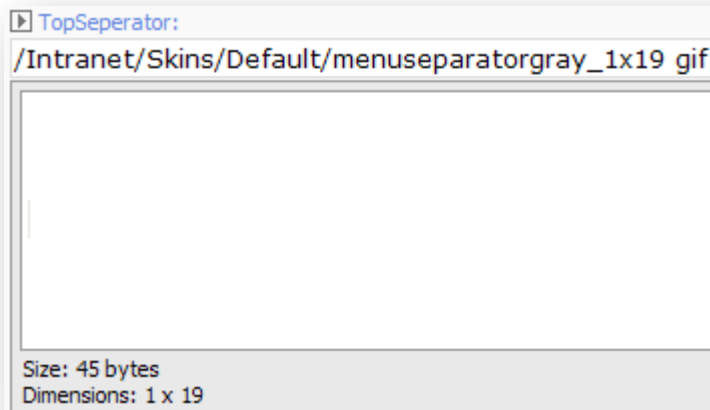 TopSeperator:
/Intranet/Skins/Default/menuseparatorgray_1x19 gif
Size: 45 bytes
Dimensions: 1 x 19